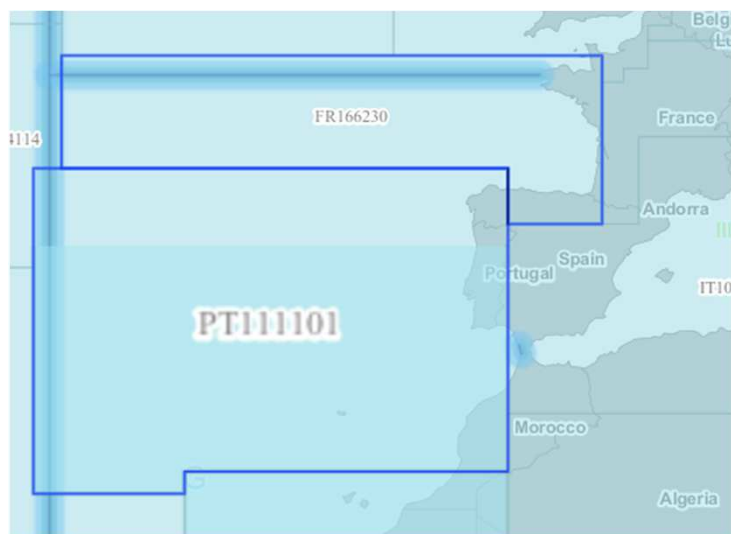 Belg
Lu
FR166230
France
4114
Andorra
Portugal
Spain
IT10
PT111101
Morocco
Algeria